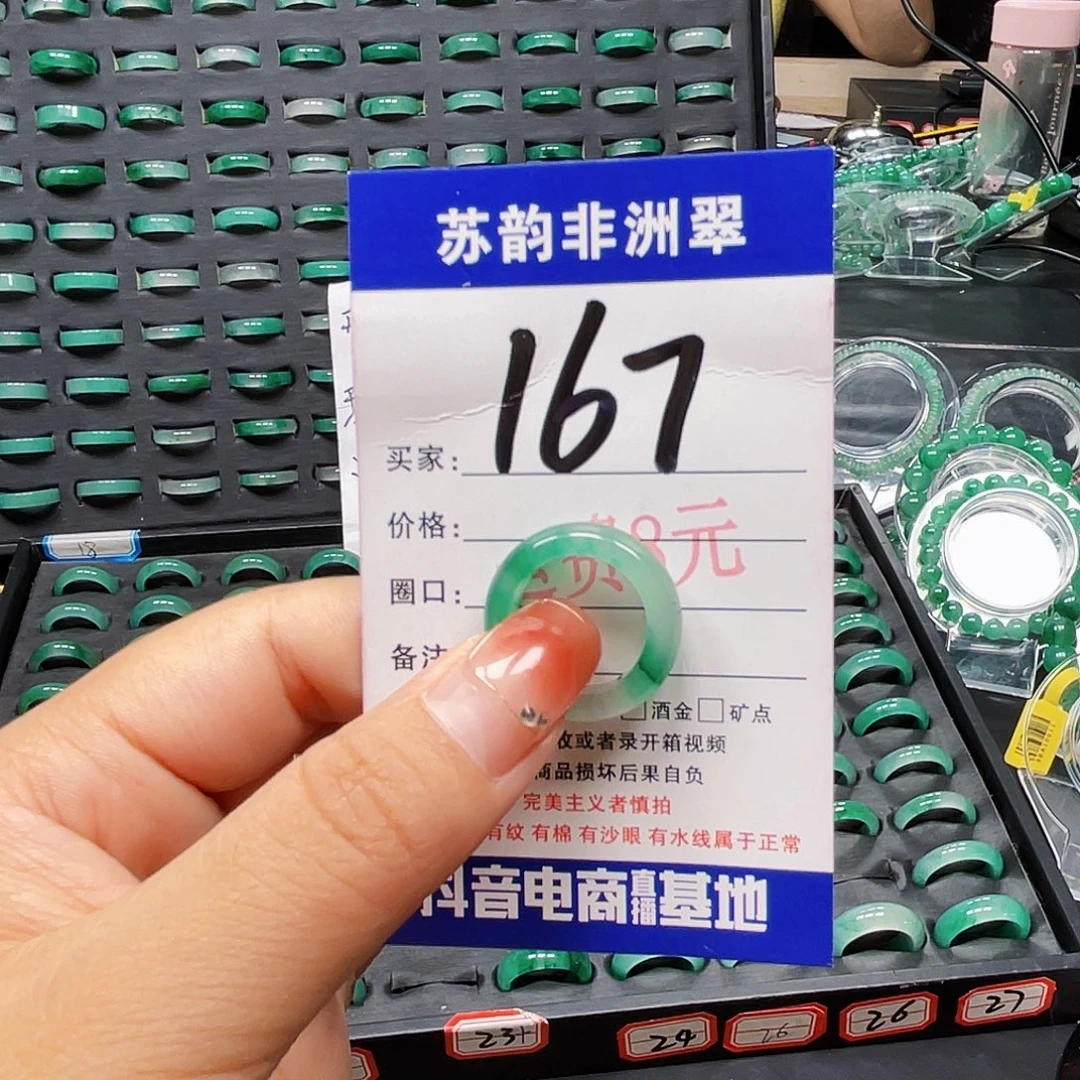 苏韵非洲翠
167
买家:
价格:
8元
圈口:
备注
酒金 矿点
收或者录开箱视频
商品损坏后果自负
完美主义者慎拍
有纹 有棉 有沙眼 有水线属于正常
抖音电商直播基地
18
23+
24
26
26
27